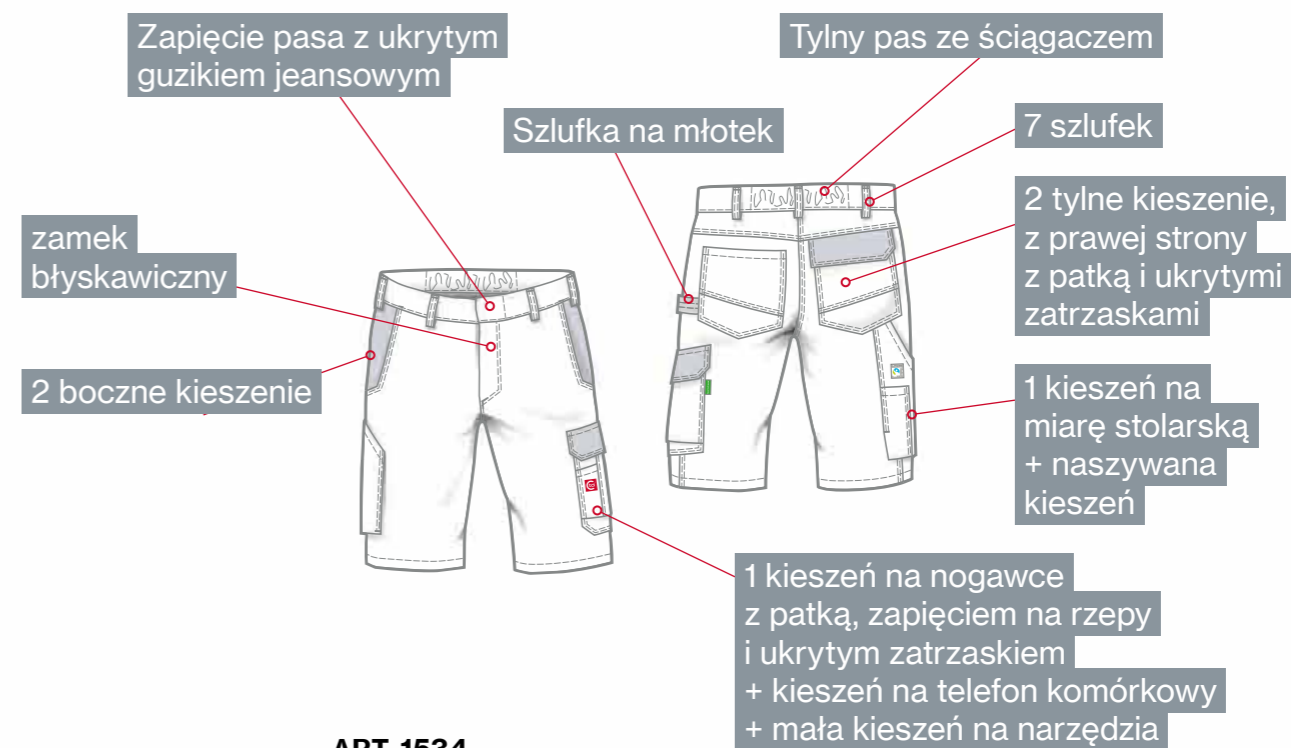 Zapięcie pasa z ukrytym
guzikiem jeansowym
Tylny pas ze ściągaczem
Szlufka na młotek
7 szlufek
2 tylne kieszenie,
z prawej strony
z patką i ukrytymi
zatrzaskami
zamek
błyskawiczny
2 boczne kieszenie
1 kieszeń na
miarę stolarską
+ naszywana
kieszeń
1 kieszeń na nogawce
z patką, zapięciem na rzepy
i ukrytym zatrzaskiem
+ kieszeń na telefon komórkowy
+ mała kieszeń na narzędzia
ART. 1534